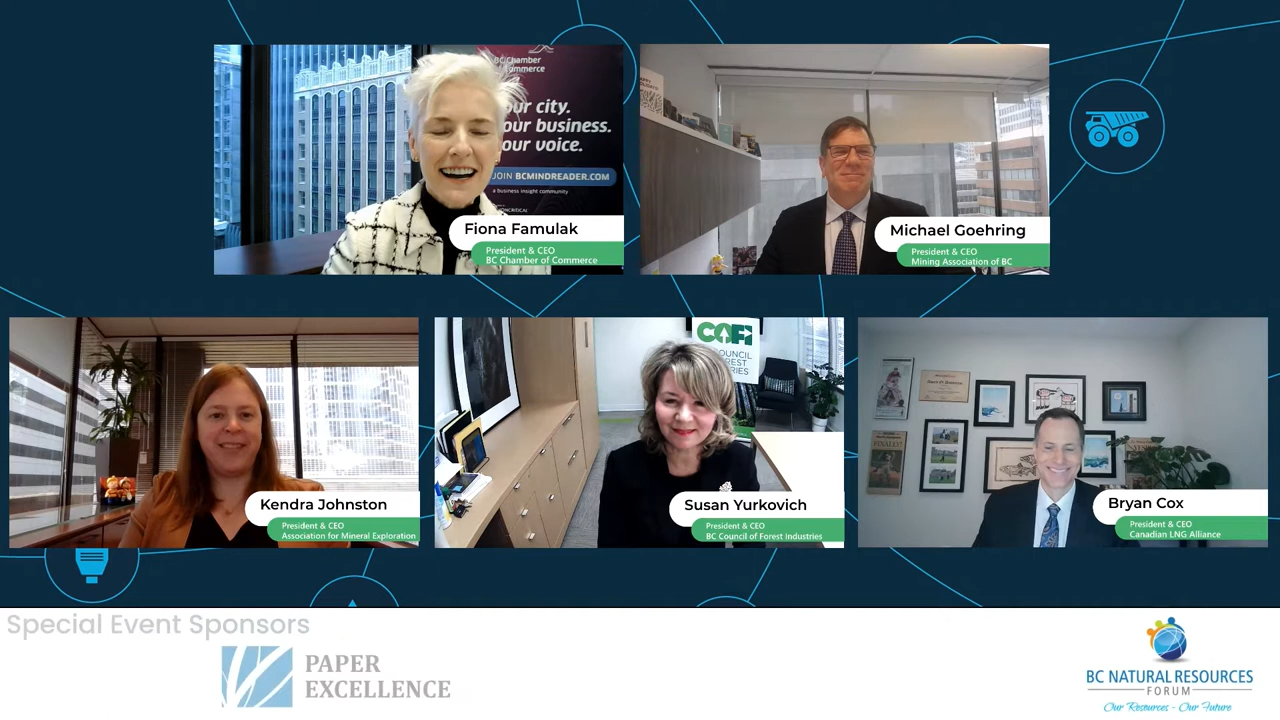 BC Chamber
of Commerce
our city.
our business.
our voice.
JOIN BCMINDREADER.COM
a business insight community
Fiona Famulak
President & CEO
BC Chamber of Commerce
Michael Goehring
President & CEO
Mining Association of BC
Kendra Johnston
President & CEO
Association for Mineral Exploration
COFI
COUNCIL
Susan Yurkovich
President & CEO
BC Council of Forest Industries
Bryan Cox
President & CEO
Canadian LNG Alliance
Special Event Sponsors
PAPER
EXCELLENCE
BC NATURAL RESOURCES
FORUM
Our Resources - Our Future